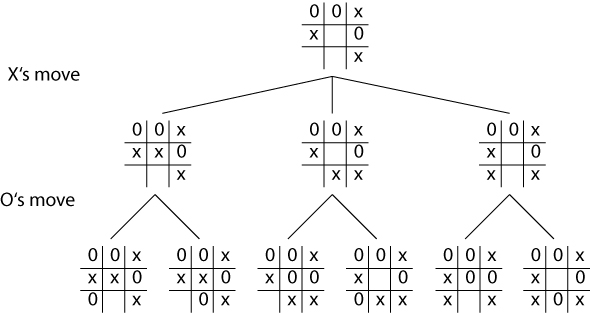 0 0 x
x 0
x
X‘s move
0 0 x 0 0 x 0 0 x
x x 0 x 0 x 0
x x x x x
O‘s move
0 0 x 0 0 x 0 0 x 0 0 x 0 0 x 0 0 x
x x 0 x x 0 x 0 0 x 0 x 0 0 x 0
0 x 0 x x x 0 x x x x x 0 x